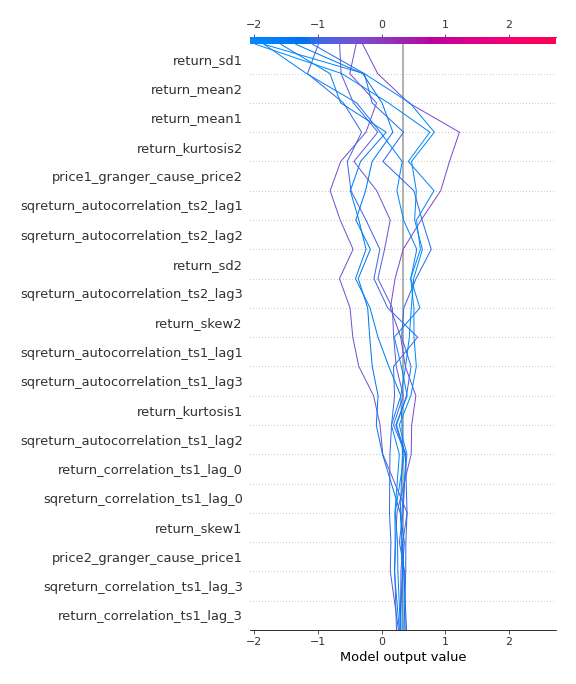 −2 −1 0 1 2
return_sd1
return_mean2
return_mean1
return_kurtosis2
price1_granger_cause_price2
sqreturn_autocorrelation_ts2_lag1
sqreturn_autocorrelation_ts2_lag2
return_sd2
sqreturn_autocorrelation_ts2_lag3
return_skew2
sqreturn_autocorrelation_ts1_lag1
sqreturn_autocorrelation_ts1_lag3
return_kurtosis1
sqreturn_autocorrelation_ts1_lag2
return_correlation_ts1_lag_0
sqreturn_correlation_ts1_lag_0
return_skew1
price2_granger_cause_price1
sqreturn_correlation_ts1_lag_3
return_correlation_ts1_lag_3
−2 −1 0 1 2
Model output value